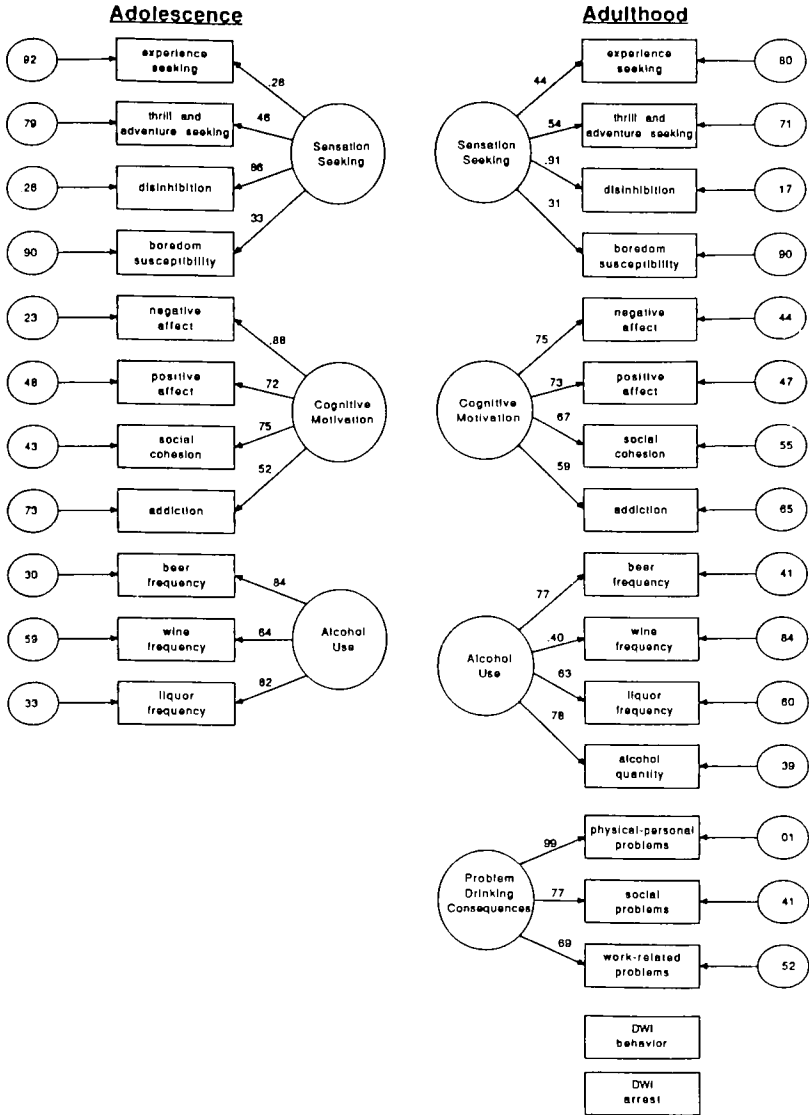 Adolescence
92
experience
seeking
.28
79
thrill and
adventure seeking
46
Sensation
Seeking
.26
disinhibition
86
90
boredom
susceptibility
33
23
negative
affect
.88
48
positive
affect
.72
Cognitive
Motivation
43
social
cohesion
75
73
addiction
52
30
beer
frequency
84
59
wine
frequency
64
Alcohol
Use
33
liquor
frequency
82
Adulthood
44
experience
seeking
80
Sensation
Seeking
54
thrill and
adventure seeking
71
.91
disinhibition
17
31
boredom
susceptibility
90
75
negative
affect
44
Cognitive
Motivation
73
positive
affect
47
67
social
cohesion
55
59
addiction
65
77
beer
frequency
41
Alcohol
Use
.40
wine
frequency
84
63
liquor
frequency
60
78
alcohol
quantity
39
99
physical-personal
problems
01
Problem
Drinking
Consequences
77
social
problems
41
69
work-related
problems
52
DWI
behavior
DWI
arrest